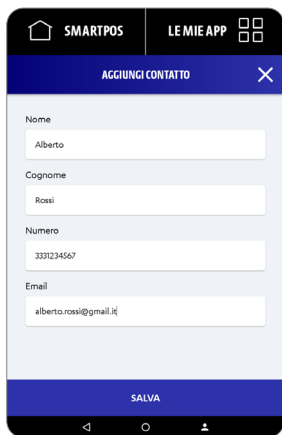 SMARTPOS
LE MIE APP
AGGIUNGI CONTATTO
Nome
Alberto
Cognome
Rossi
Numero
3331234567
Email
alberto.rossi@gmail.it
SALVA